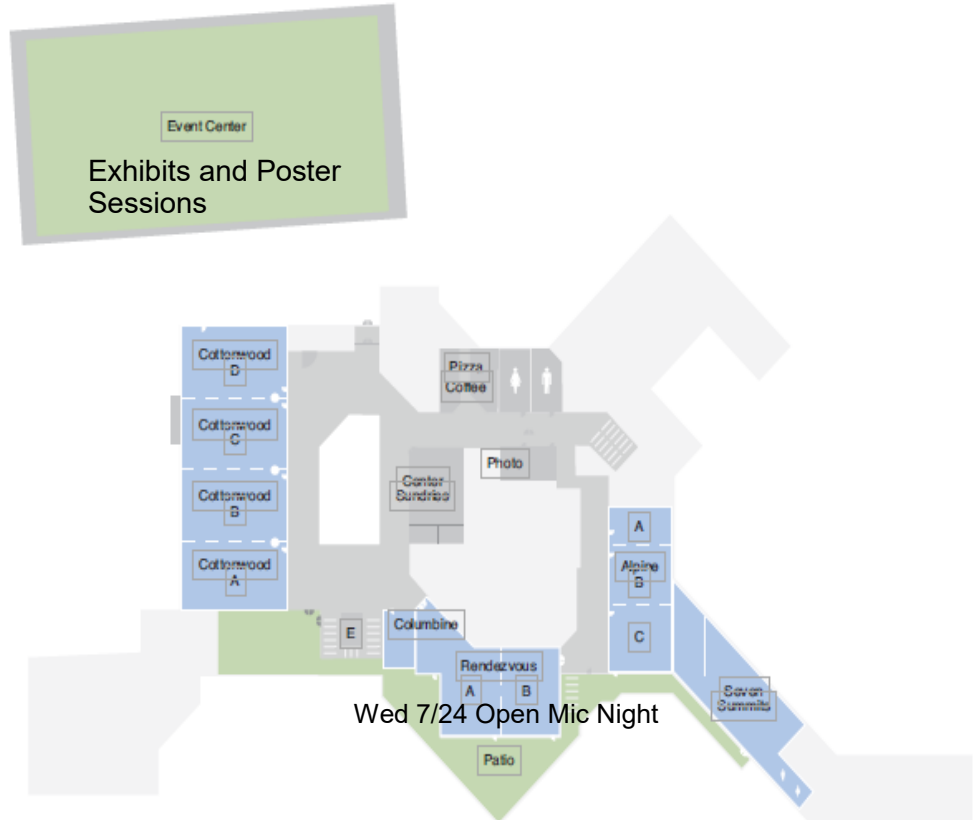 Event Center
Exhibits and Poster
Sessions
Cottonwood
D
Pizza
Coffee
Cottonwood
C
Photo
Center
Sundries
Cottonwood
B
A
Cottonwood
A
Alpine
B
Columbine
E
C
Rendezvous
A B
Seven
Summits
Wed 7/24 Open Mic Night
Patio